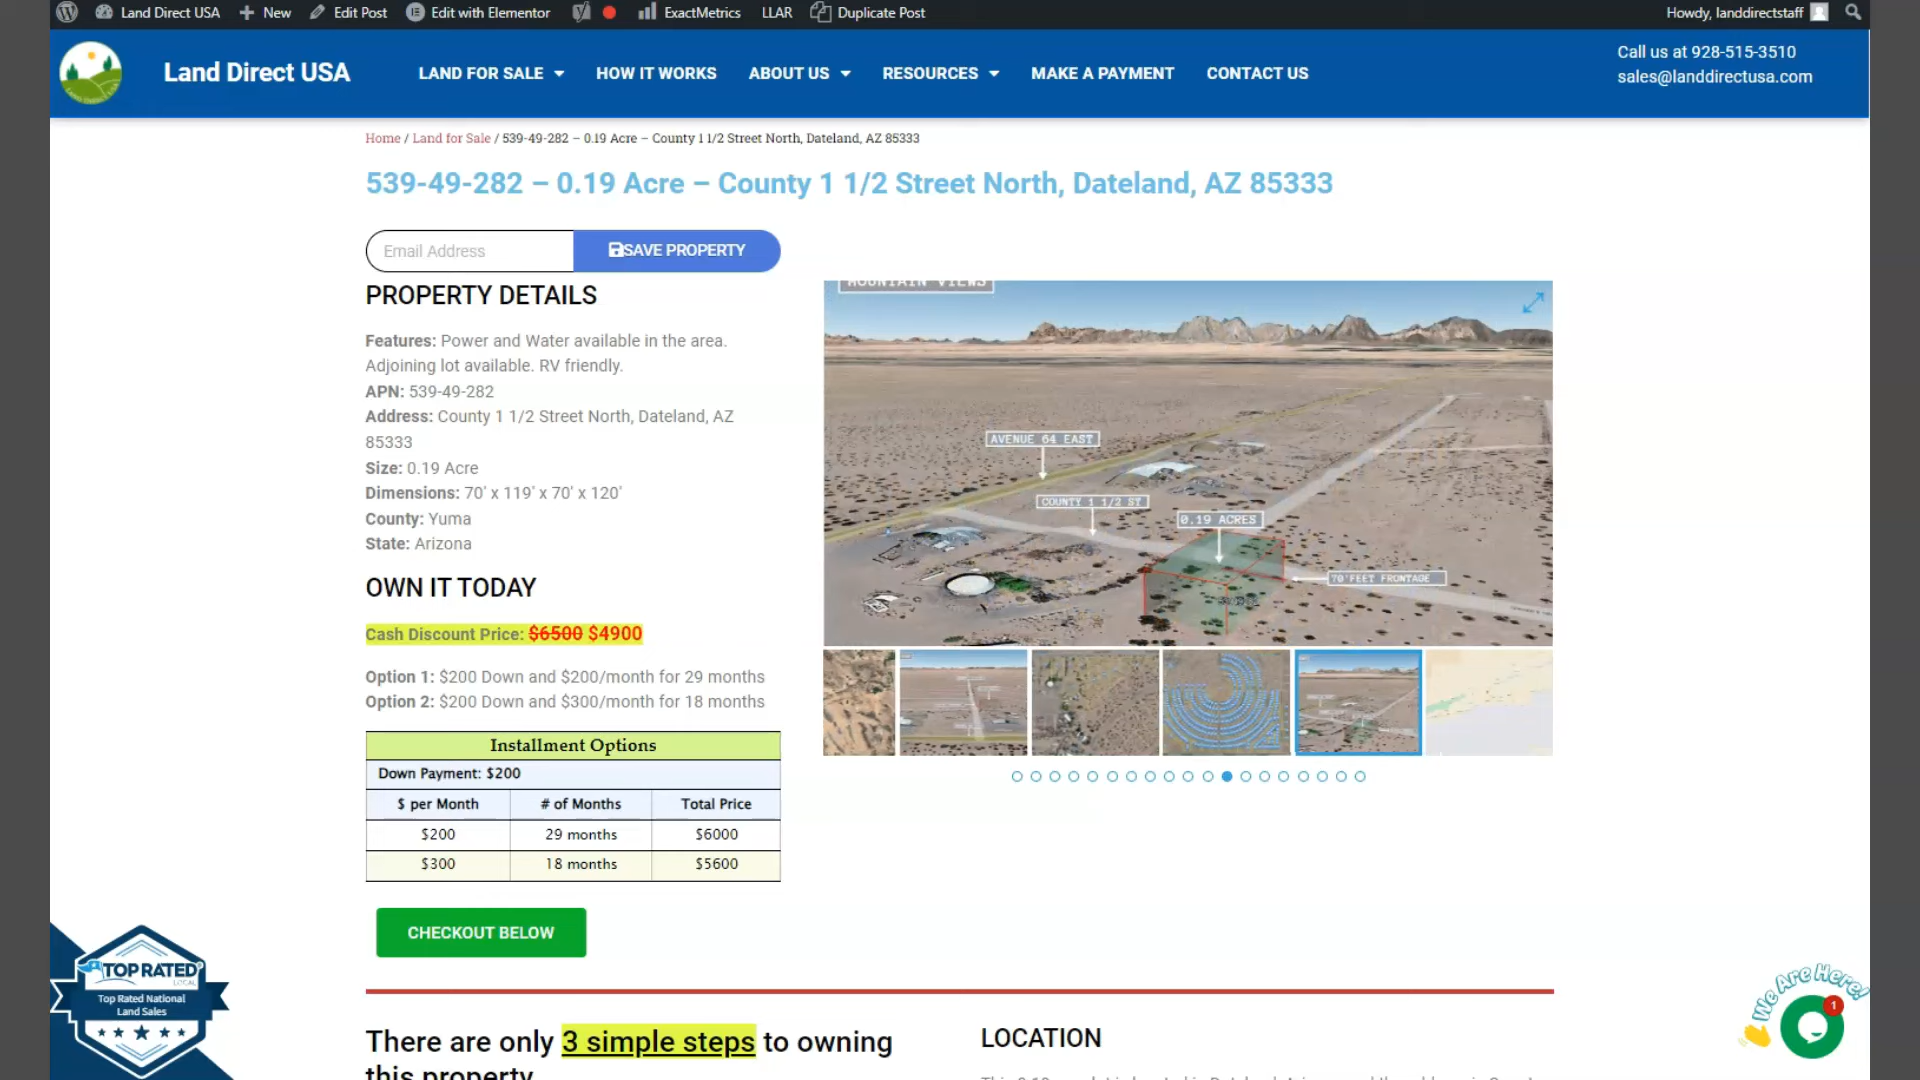 Land Direct USA
New
Edit Post
Edit with Elementor
ExactMetrics
LLAR
Duplicate Post
Howdy, landdirectstaff
Land Direct USA
LAND FOR SALE
HOW IT WORKS
ABOUT US
RESOURCES
MAKE A PAYMENT
CONTACT US
Call us at 928-515-3510
sales@landdirectusa.com
Home / Land for Sale / 539-49-282 – 0.19 Acre – County 1 1/2 Street North, Dateland, AZ 85333
539-49-282 – 0.19 Acre – County 1 1/2 Street North, Dateland, AZ 85333
Email Address
SAVE PROPERTY
PROPERTY DETAILS
Features: Power and Water available in the area.
Adjoining lot available. RV friendly.
APN: 539-49-282
Address: County 1 1/2 Street North, Dateland, AZ
85333
Size: 0.19 Acre
Dimensions: 70' x 119' x 70' x 120'
County: Yuma
State: Arizona
OWN IT TODAY
Cash Discount Price: $6500 $4900
Option 1: $200 Down and $200/month for 29 months
Option 2: $200 Down and $300/month for 18 months
Installment Options
Down Payment: $200
$ per Month # of Months Total Price
$200 29 months $6000
$300 18 months $5600
CHECKOUT BELOW
MOUNTAIN VIEWS
AVENUE 64 EAST
COUNTY 1 1/2 ST
0.19 ACRES
70'FEET FRONTAGE
TOP RATED
LOCAL
Top Rated National
Land Sales
We Are Here!
1
There are only 3 simple steps to owning
this property
LOCATION